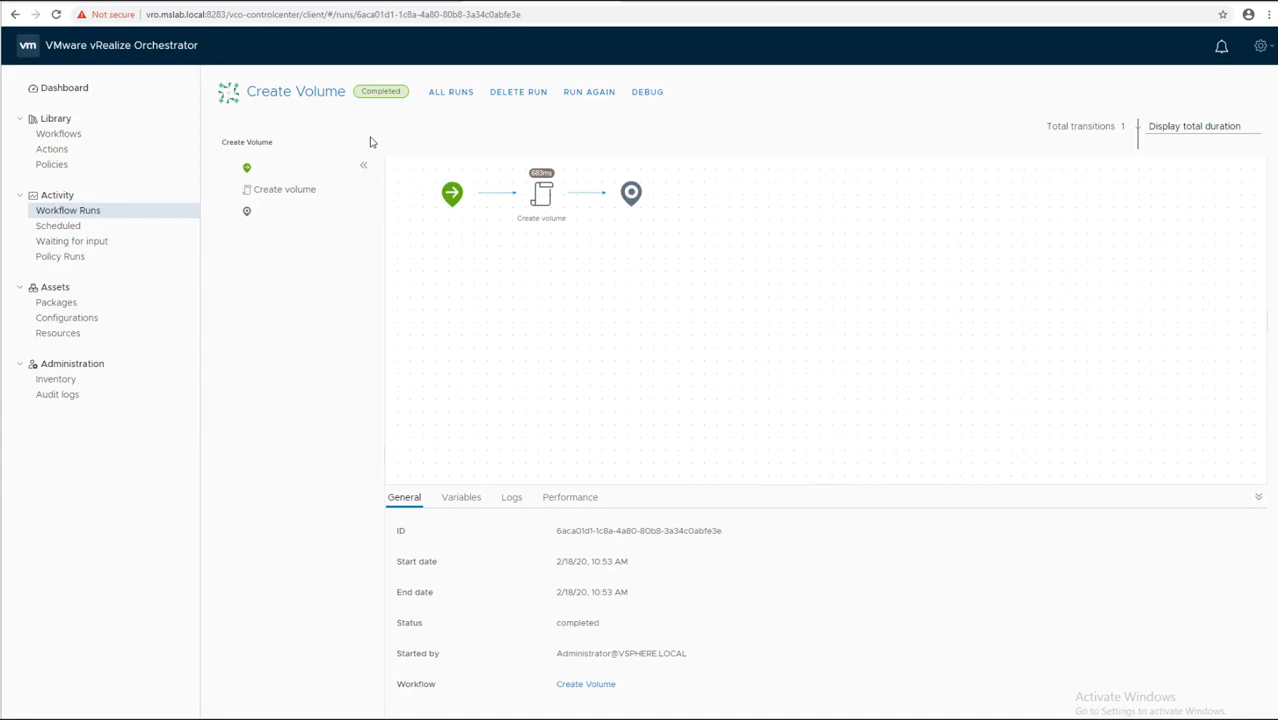 Not secure vro.mslab.local:8283/vco-controlcenter/client/#/runs/6aca01d1-1c8a-4a80-80b8-3a34c0abfe3e
vm VMware vRealize Orchestrator
Dashboard
Library
Workflows
Actions
Policies
Activity
Workflow Runs
Scheduled
Waiting for input
Policy Runs
Assets
Packages
Configurations
Resources
Administration
Inventory
Audit logs
Create Volume Completed ALL RUNS DELETE RUN RUN AGAIN DEBUG
Total transitions 1 Display total duration
Create Volume
Create volume
683ms
Create volume
General Variables Logs Performance
ID 6aca01d1-1c8a-4a80-80b8-3a34c0abfe3e
Start date 2/18/20, 10:53 AM
End date 2/18/20, 10:53 AM
Status completed
Started by Administrator@VSPHERE.LOCAL
Workflow Create Volume
Activate Windows
Go to Settings to activate Windows.